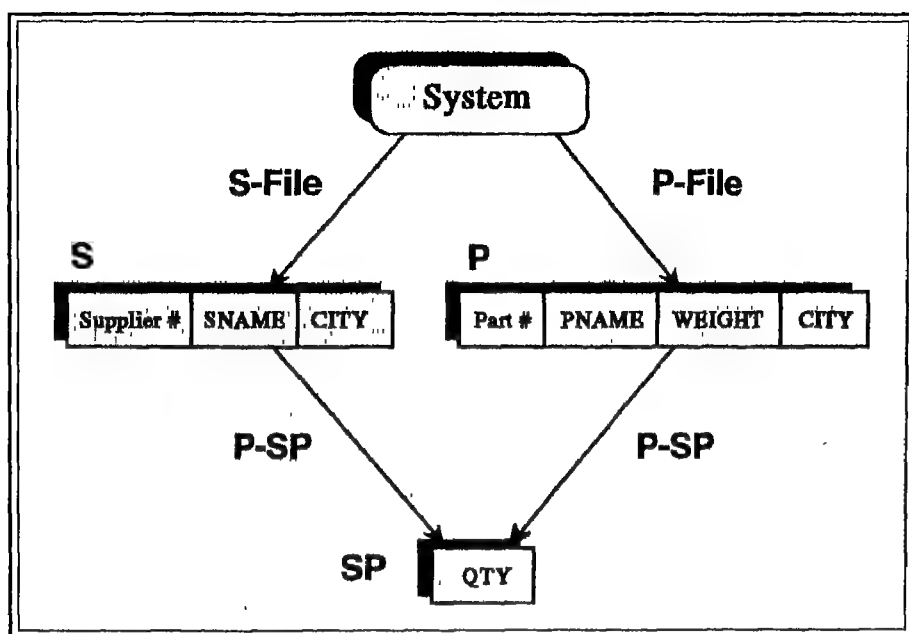 System
S-File P-File
S P
Supplier # SNAME CITY Part # PNAME WEIGHT CITY
P-SP P-SP
SP QTY